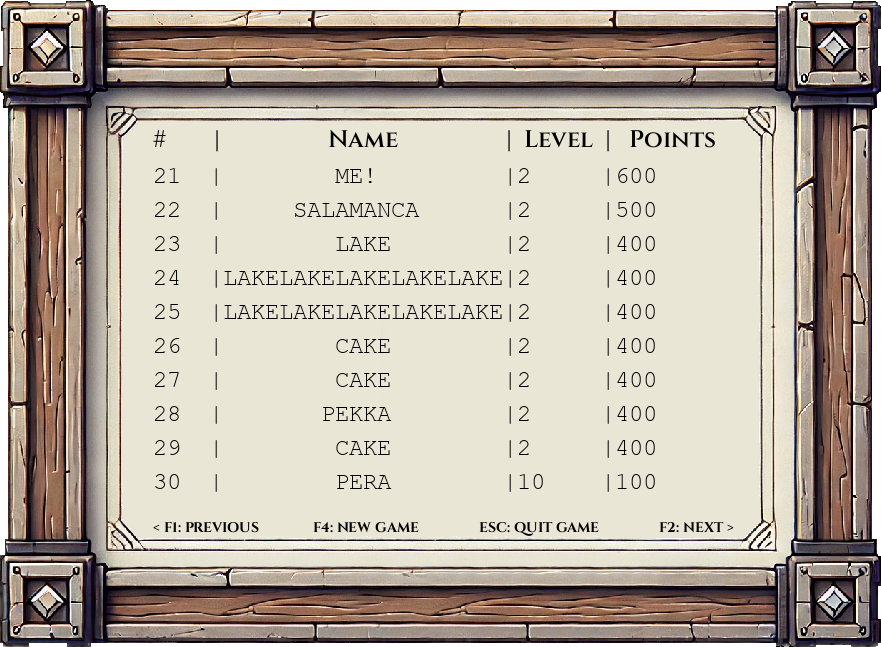 # | Name | Level | Points
21 | ME! |2 |600
22 | SALAMANCA |2 |500
23 | LAKE |2 |400
24 |LAKELAKELAKELAKELAKE|2 |400
25 |LAKELAKELAKELAKELAKE|2 |400
26 | CAKE |2 |400
27 | CAKE |2 |400
28 | PEKKA |2 |400
29 | CAKE |2 |400
30 | PERA |10 |100
< F1: PREVIOUS F4: NEW GAME ESC: QUIT GAME F2: NEXT >